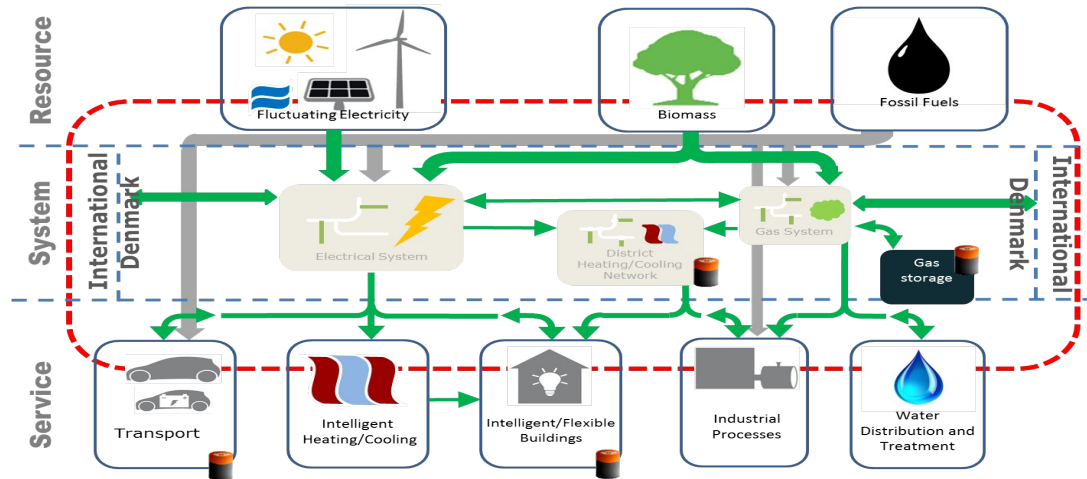 Resource
Fluctuating Electricity
Biomass
Fossil Fuels
System
International
Denmark
Electrical System
District
Heating/Cooling
Network
Gas System
Gas
storage
Denmark
International
Service
Transport
Intelligent
Heating/Cooling
Intelligent/Flexible
Buildings
Industrial
Processes
Water
Distribution and
Treatment